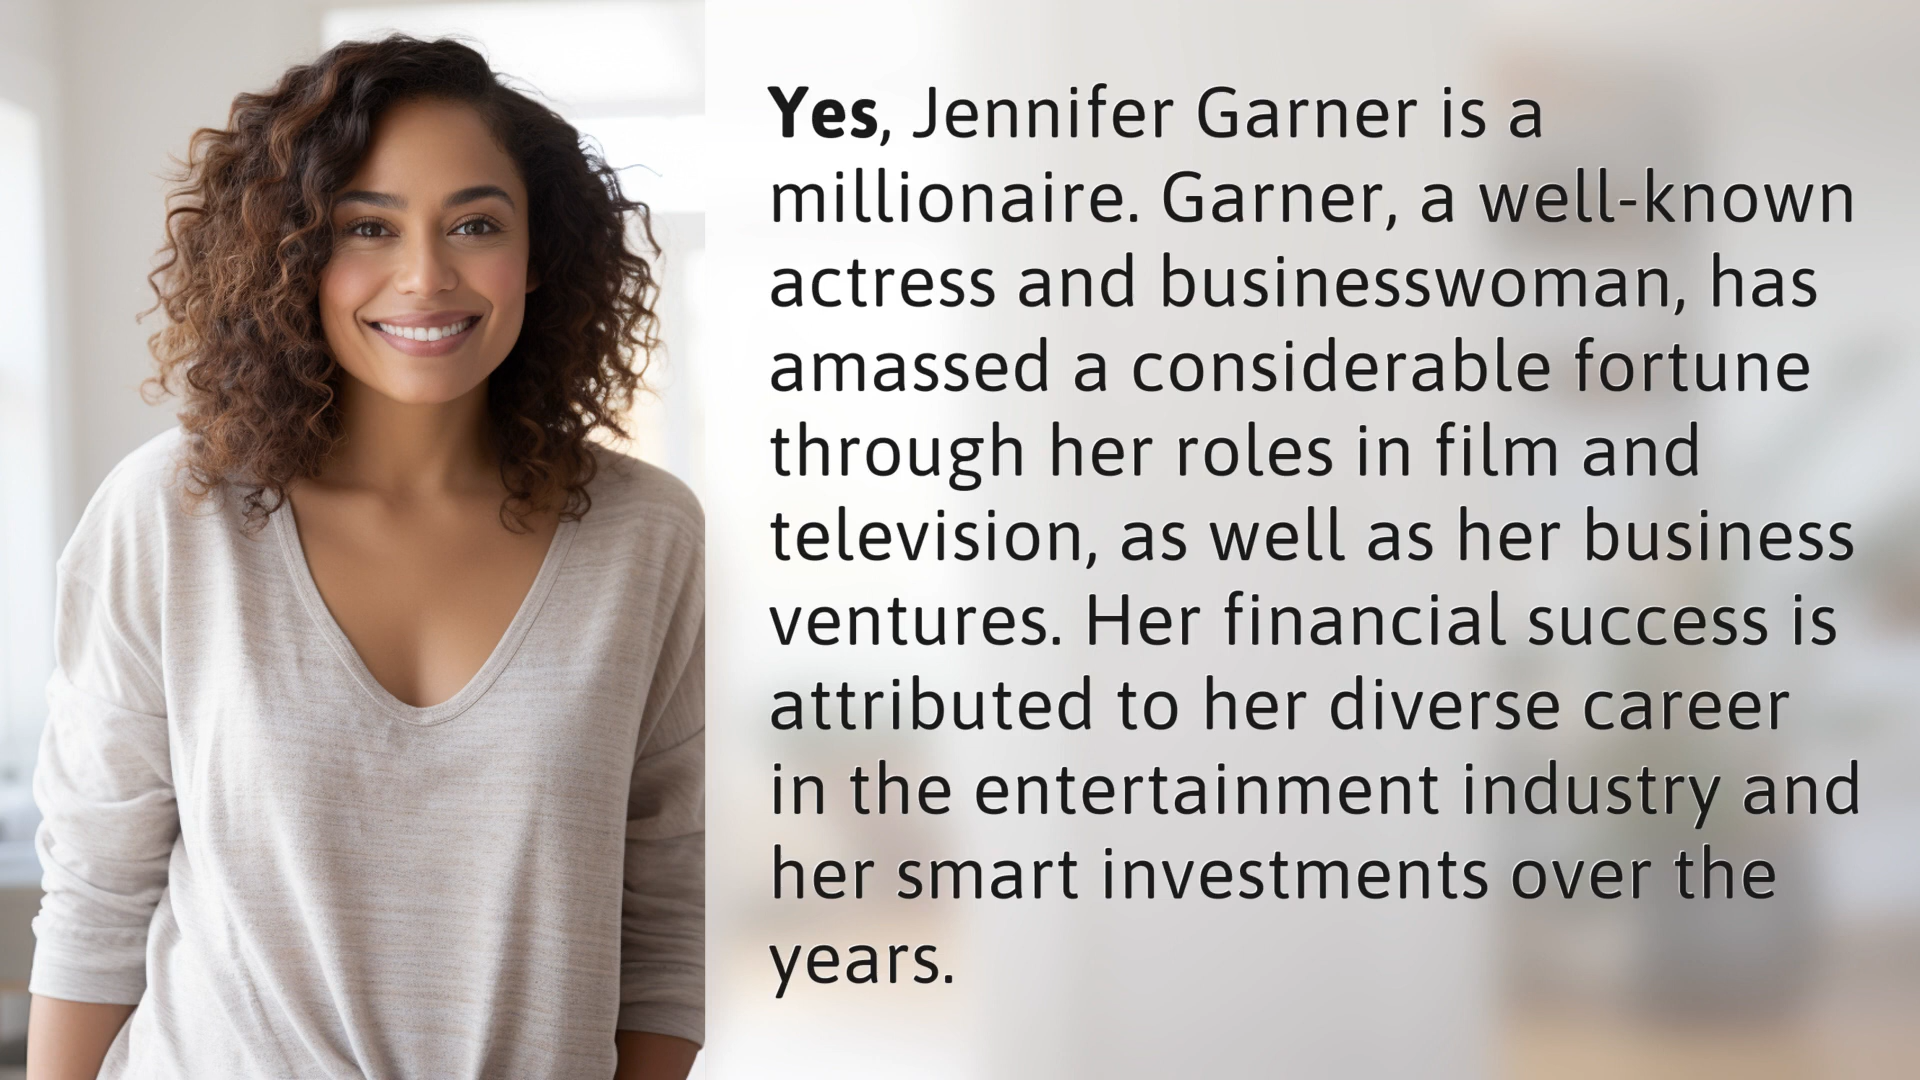 Yes, Jennifer Garner is a
millionaire. Garner, a well-known
actress and businesswoman, has
amassed a considerable fortune
through her roles in film and
television, as well as her business
ventures. Her financial success is
attributed to her diverse career
in the entertainment industry and
her smart investments over the
years.